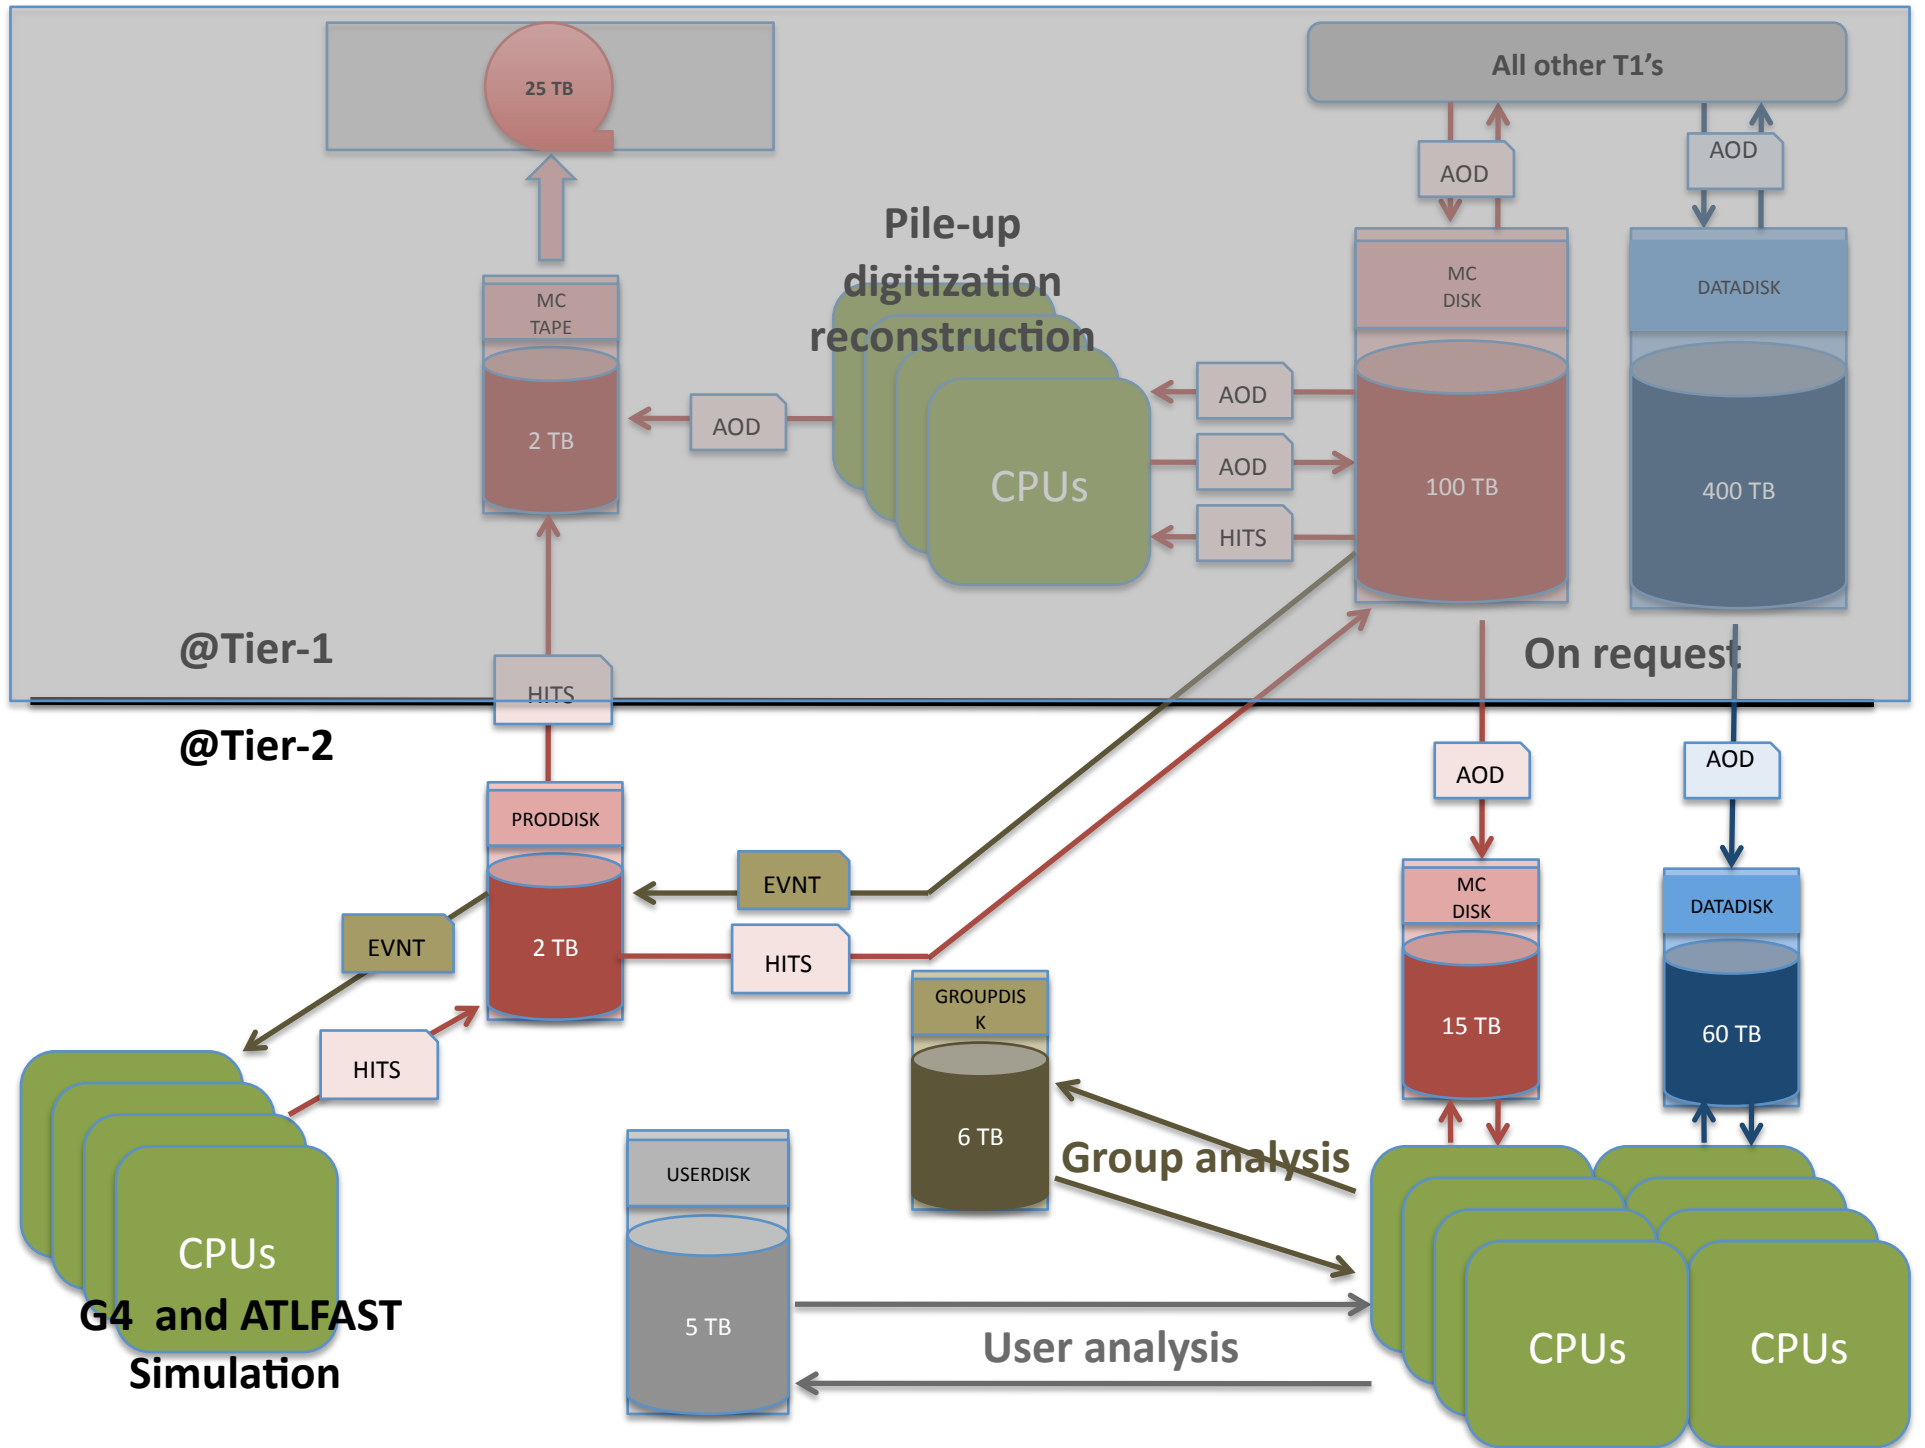 25 TB
All other T1's
AOD
AOD
Pile-up
digitization
reconstruction
MC
TAPE
MC
DISK
DATADISK
AOD
AOD
2 TB
AOD
CPUs
100 TB
400 TB
HITS
@Tier-1
On request
HITS
@Tier-2
AOD
AOD
PRODDISK
EVNT
MC
DISK
DATADISK
EVNT
2 TB
HITS
GROUPDIS
K
15 TB
60 TB
HITS
6 TB
Group analysis
USERDISK
CPUs
G4  and ATLFAST
Simulation
5 TB
User analysis
CPUs
CPUs